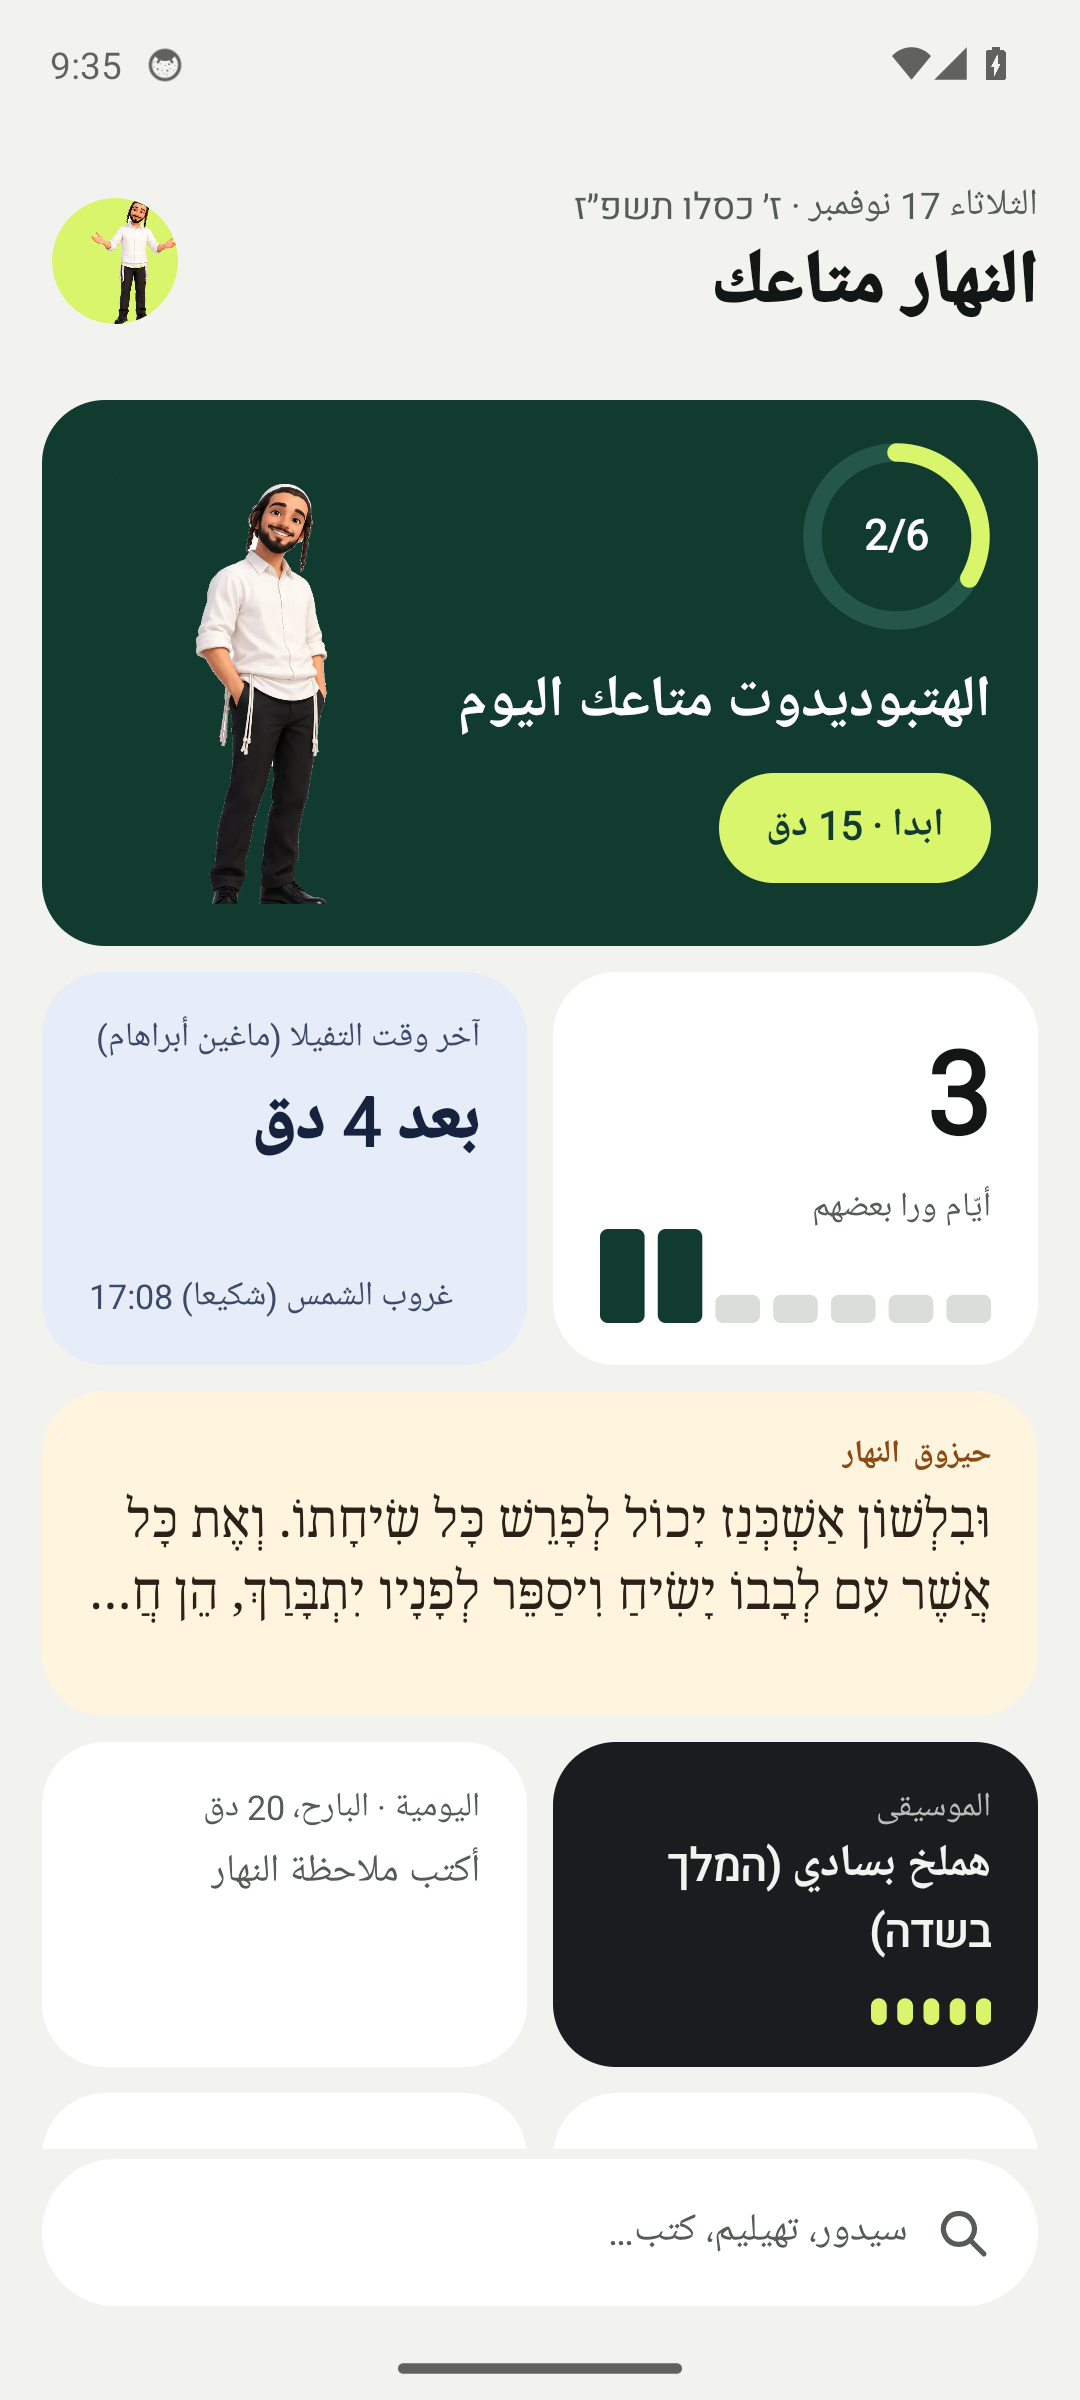 9:35
الثلاثاء 17 نوفمبر · ז׳ כסלו תשפ״ז
النهار متاعك
2/6
الهتبوديدوت متاعك اليوم
ابدا · 15 دق
3
أيّام ورا بعضهم
آخر وقت التفيلا (ماغين أبراهام)
بعد 4 دق
غروب الشمس (شكيعا) 17:08
حيزوق النهار
וּבִלְשׁוֹן אַשְׁכְּנַז יָכוֹל לְפָרֵשׁ כָּל שִׂיחָתוֹ. וְאֶת כָּל
אֲשֶׁר עִם לְבָבוֹ יָשִׂיחַ וִיסַפֵּר לְפָנָיו יִתְבָּרַךְ, הֵן חֲ...
الموسيقى
هملخ بسادي (המלך
בשדה)
اليومية · البارح، 20 دق
أكتب ملاحظة النهار
سيدور، تهيليم، كتب...